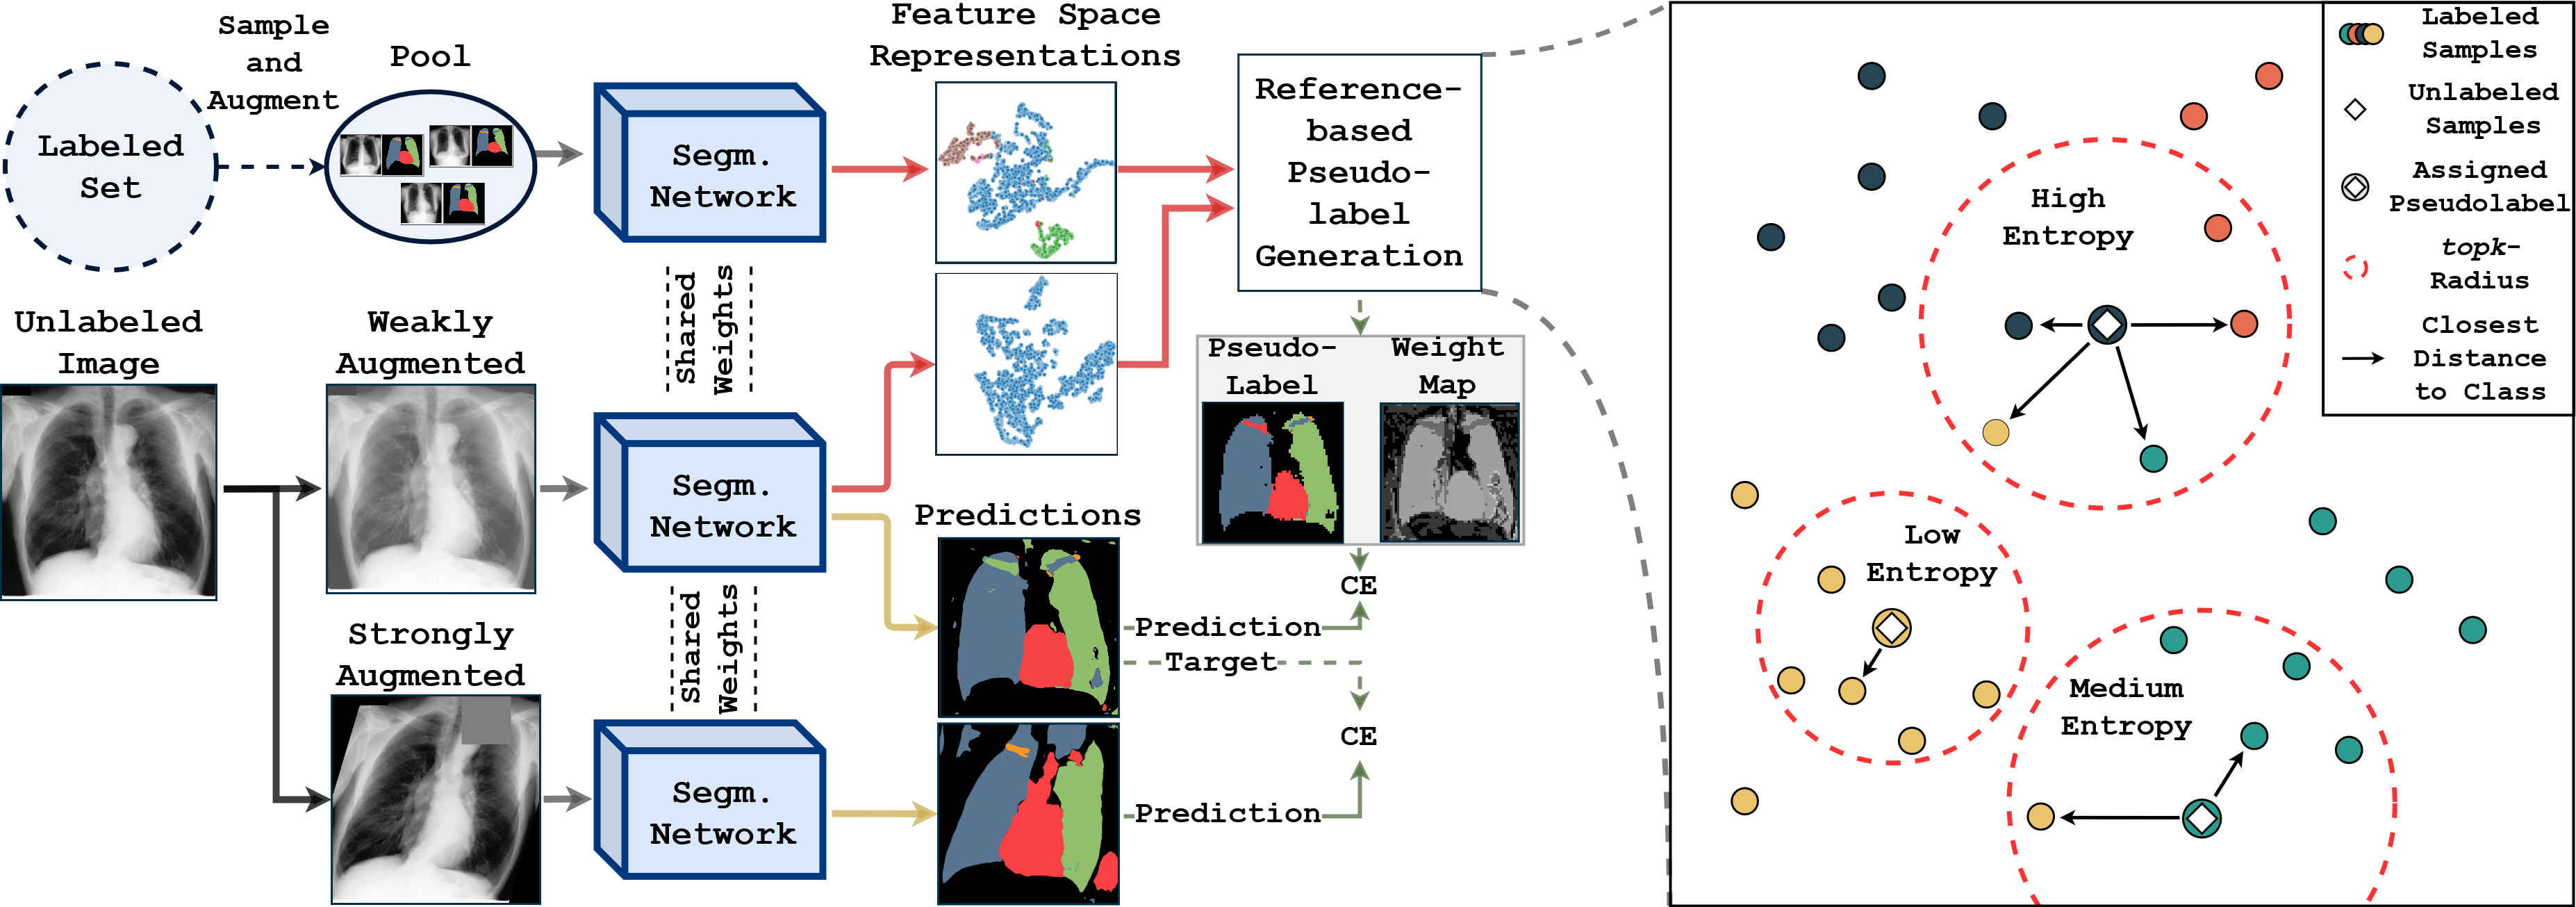 Sample
and
Augment
Labeled
Set
Pool
Segm.
Network
Feature Space
Representations
Reference-
based
Pseudo-
label
Generation
Shared
Weights
Unlabeled
Image
Weakly
Augmented
Segm.
Network
Pseudo-
Label
Weight
Map
Predictions
CE
Prediction
Target
Shared
Weights
Strongly
Augmented
Segm.
Network
CE
Prediction
High
Entropy
Low
Entropy
Medium
Entropy
Labeled
Samples
Unlabeled
Samples
Assigned
Pseudolabel
topk-
Radius
Closest
Distance
to Class